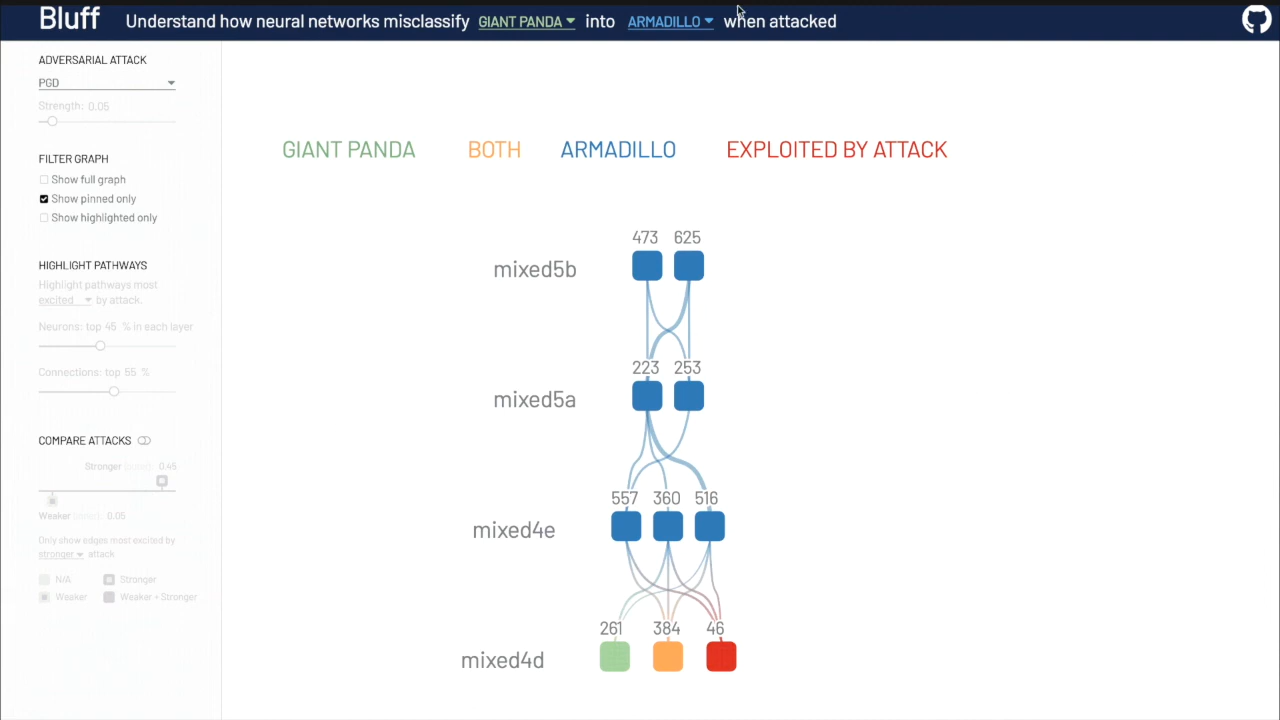 Bluff Understand how neural networks misclassify GIANT PANDA into ARMADILLO when attacked
ADVERSARIAL ATTACK
PGD
Strength: 0.05
FILTER GRAPH
Show full graph
Show pinned only
Show highlighted only
HIGHLIGHT PATHWAYS
Highlight pathways most
excited by attack.
Neurons: top 45 % in each layer
Connections: top 55 %
COMPARE ATTACKS
Stronger 0.45
Weaker 0.05
Only show edges most excited by
stronger attack
N/A Stronger
Weaker Weaker + Stronger
GIANT PANDA BOTH ARMADILLO EXPLOITED BY ATTACK
473 625
mixed5b
223 253
mixed5a
557 360 516
mixed4e
261 384 46
mixed4d